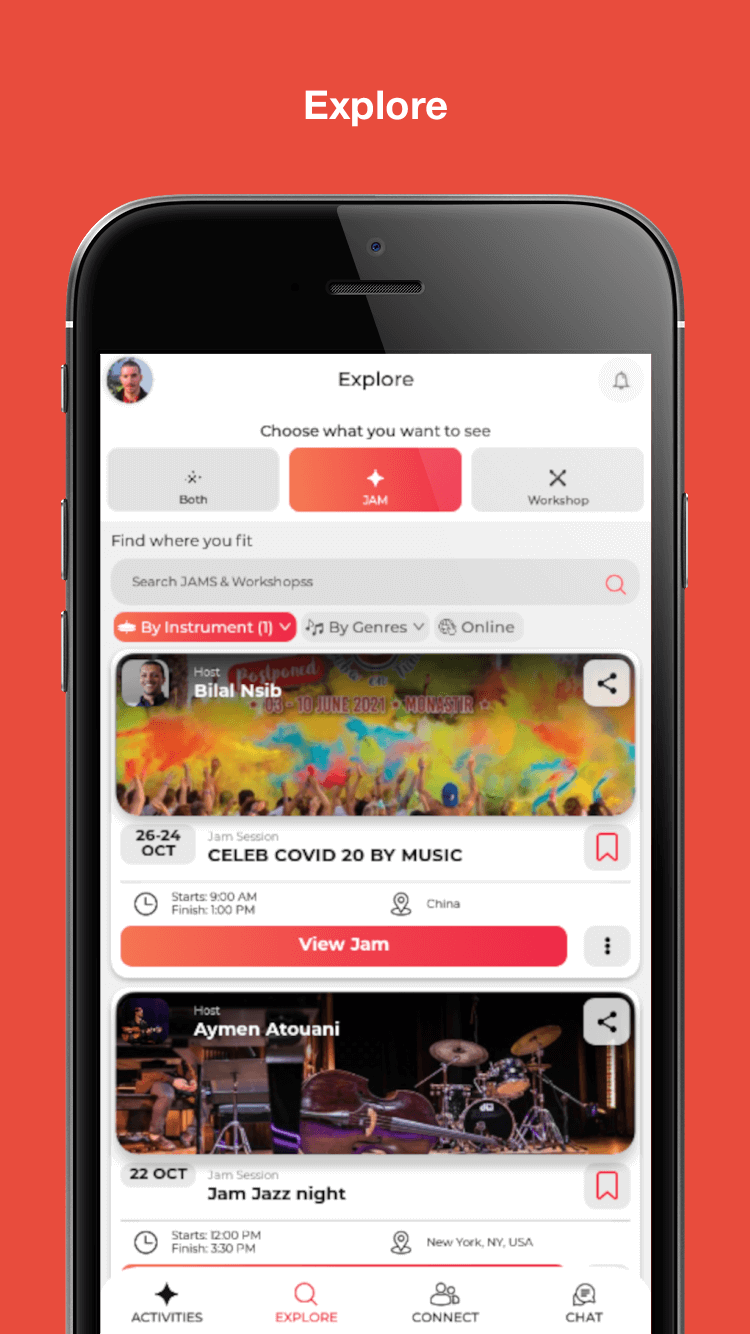 Explore
Explore
Choose what you want to see
Both
JAM
Workshop
Find where you fit
Search JAMS & Workshopss
By Instrument (1)
By Genres
Online
Host
Bilal Nsib
Postponed
03 - 10 JUNE 2021 • MUNASTIR
26-24
OCT
Jam Session
CELEB COVID 20 BY MUSIC
Starts: 9:00 AM
Finish: 1:00 PM
China
View Jam
Host
Aymen Atouani
22 OCT
Jam Session
Jam Jazz night
Starts: 12:00 PM
Finish: 3:30 PM
New York, NY, USA
ACTIVITIES
EXPLORE
CONNECT
CHAT